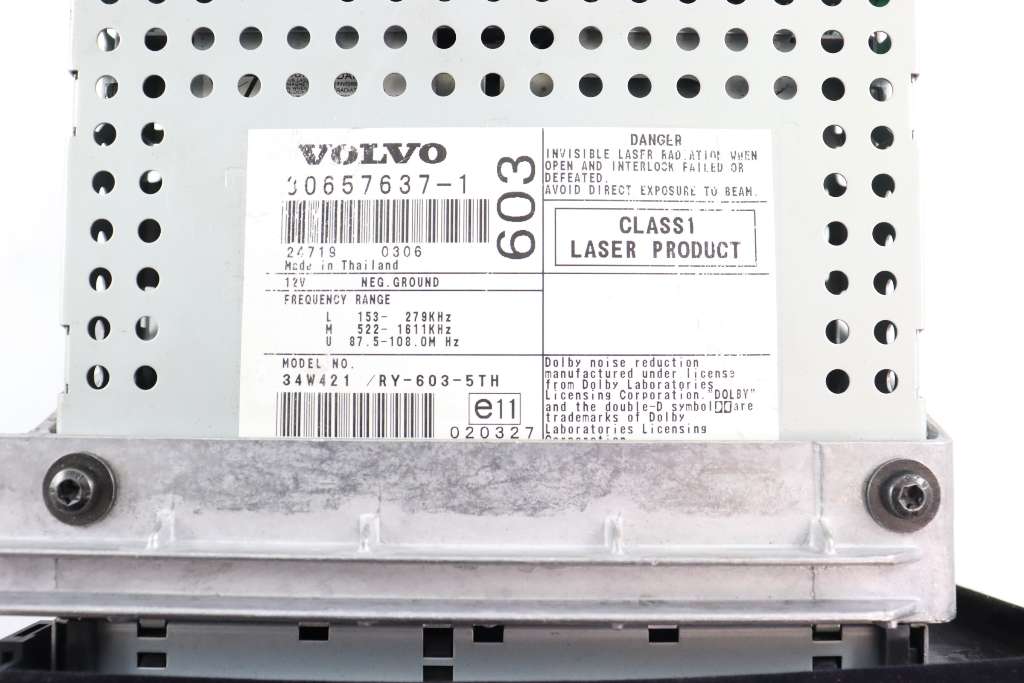 VOLVO
30657637-1
603
24719 0306
Made in Thailand
12V NEG.GROUND
FREQUENCY RANGE
L 153- 279KHz
M 522- 1611KHz
U 87.5-108.0M Hz
MODEL NO.
34W421 /RY-603-5TH
e11
020327
DANGER
INVISIBLE LASER RADIATION WHEN
OPEN AND INTERLOCK FAILED OR
DEFEATED.
AVOID DIRECT EXPOSURE TO BEAM.
CLASS1
LASER PRODUCT
Dolby noise reduction
manufactured under license
from Dolby Laboratories
Licensing Corporation. "DOLBY"
and the double-D symbol are
trademarks of Dolby
Laboratories Licensing
Corporation